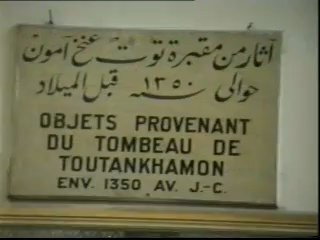 آثار من مقبرة توت عنخ آمون
حوالى سنة ١٣٥٠ قبل الميلاد
OBJETS PROVENANT
DU TOMBEAU DE
TOUTANKHAMON
ENV. 1350 AV. J.-C.